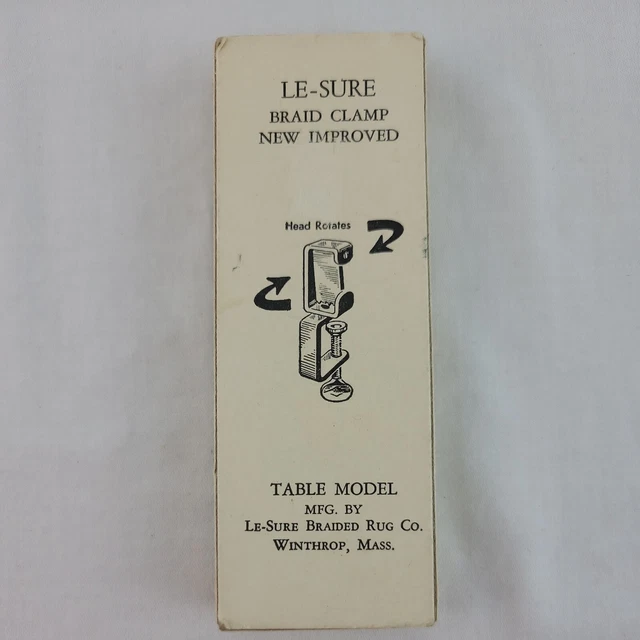 LE-SURE
BRAID CLAMP
NEW IMPROVED
Head Rotates
TABLE MODEL
MFG. BY
LE-SURE BRAIDED RUG CO.
WINTHROP, MASS.